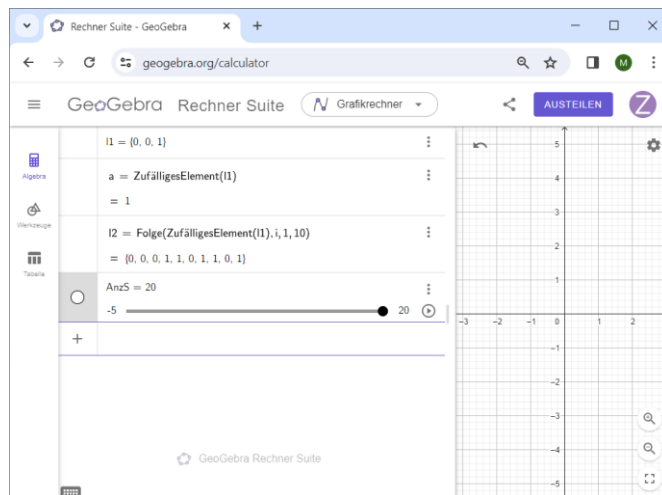 Rechner Suite - GeoGebra
geogebra.org/calculator
M
GeoGebra Rechner Suite
Grafikrechner
AUSTEILEN
Z
Algebra
Werkzeuge
Tabelle
l1 = {0, 0, 1}
a = ZufälligesElement(l1)
= 1
l2 = Folge(ZufälligesElement(l1), i, 1, 10)
= {0, 0, 0, 1, 1, 0, 1, 1, 0, 1}
AnzS = 20
-5
20
+
GeoGebra Rechner Suite
5
4
3
2
1
-3 -2 -1 0 1 2
-1
-2
-3
-4
-5